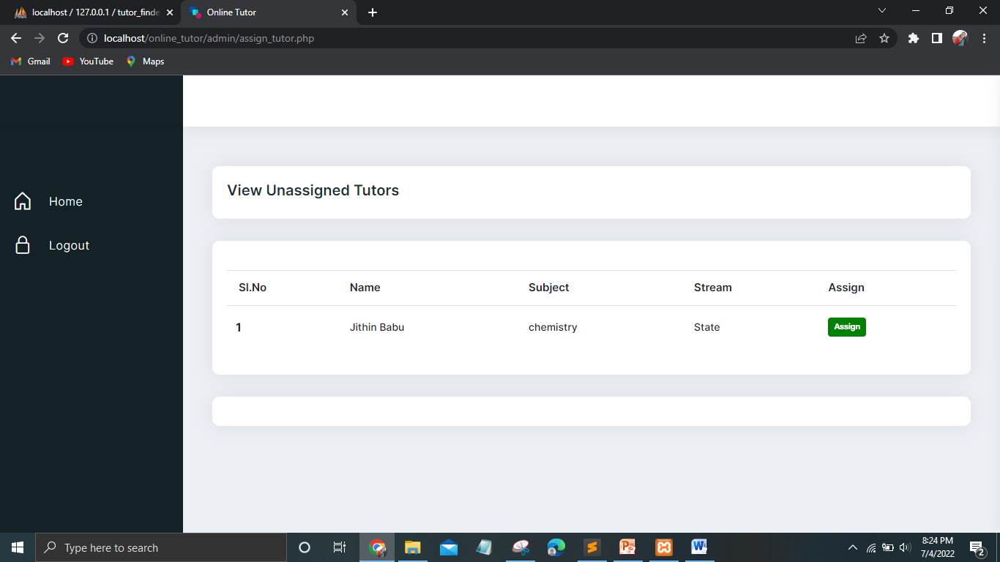 localhost / 127.0.0.1 / tutor_finde
Online Tutor
localhost/online_tutor/admin/assign_tutor.php
Gmail YouTube Maps
Home
Logout
View Unassigned Tutors
Sl.No Name Subject Stream Assign
1 Jithin Babu chemistry State Assign
Type here to search
8:24 PM
7/4/2022
2